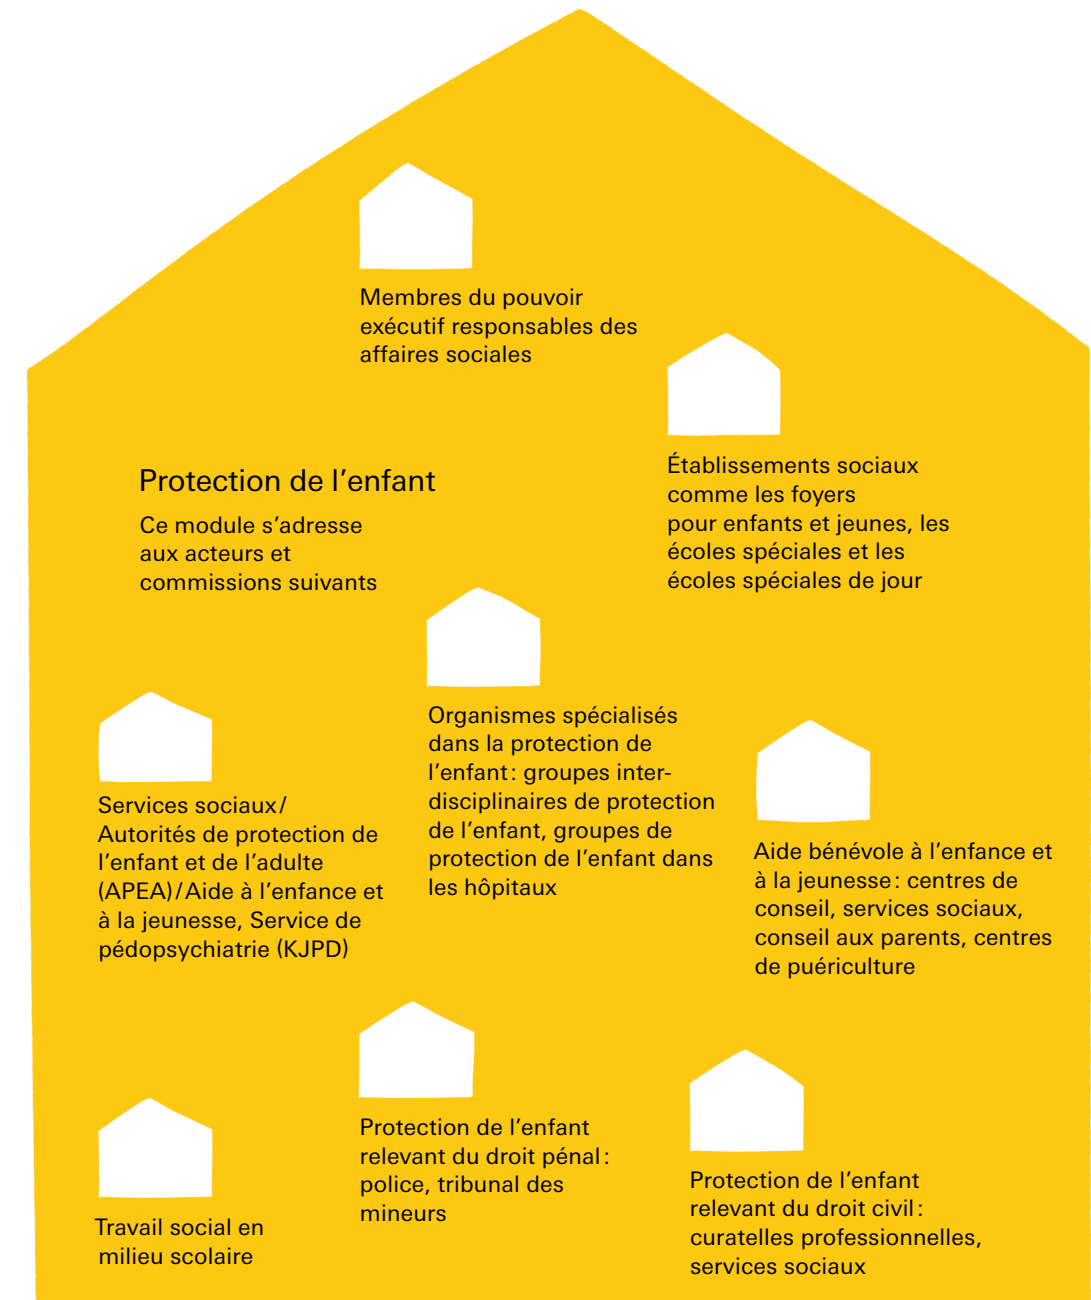 Membres du pouvoir
exécutif responsables des
affaires sociales
Établissements sociaux
comme les foyers
pour enfants et jeunes, les
écoles spéciales et les
écoles spéciales de jour
Protection de l’enfant
Ce module s’adresse
aux acteurs et
commissions suivants
Organismes spécialisés
dans la protection de
l’enfant : groupes inter-
disciplinaires de protection
de l’enfant, groupes de
protection de l’enfant dans
les hôpitaux
Services sociaux /
Autorités de protection de
l’enfant et de l’adulte
(APEA) / Aide à l’enfance et
à la jeunesse, Service de
pédopsychiatrie (KJPD)
Aide bénévole à l’enfance et
à la jeunesse : centres de
conseil, services sociaux,
conseil aux parents, centres
de puériculture
Protection de l’enfant
relevant du droit pénal :
police, tribunal des
mineurs
Protection de l’enfant
relevant du droit civil :
curatelles professionnelles,
services sociaux
Travail social en
milieu scolaire